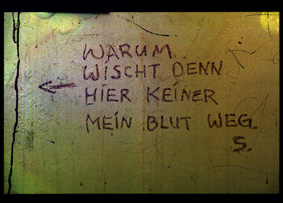 WARUM
WISCHT DENN
HIER KEINER
MEIN BLUT WEG.
S.